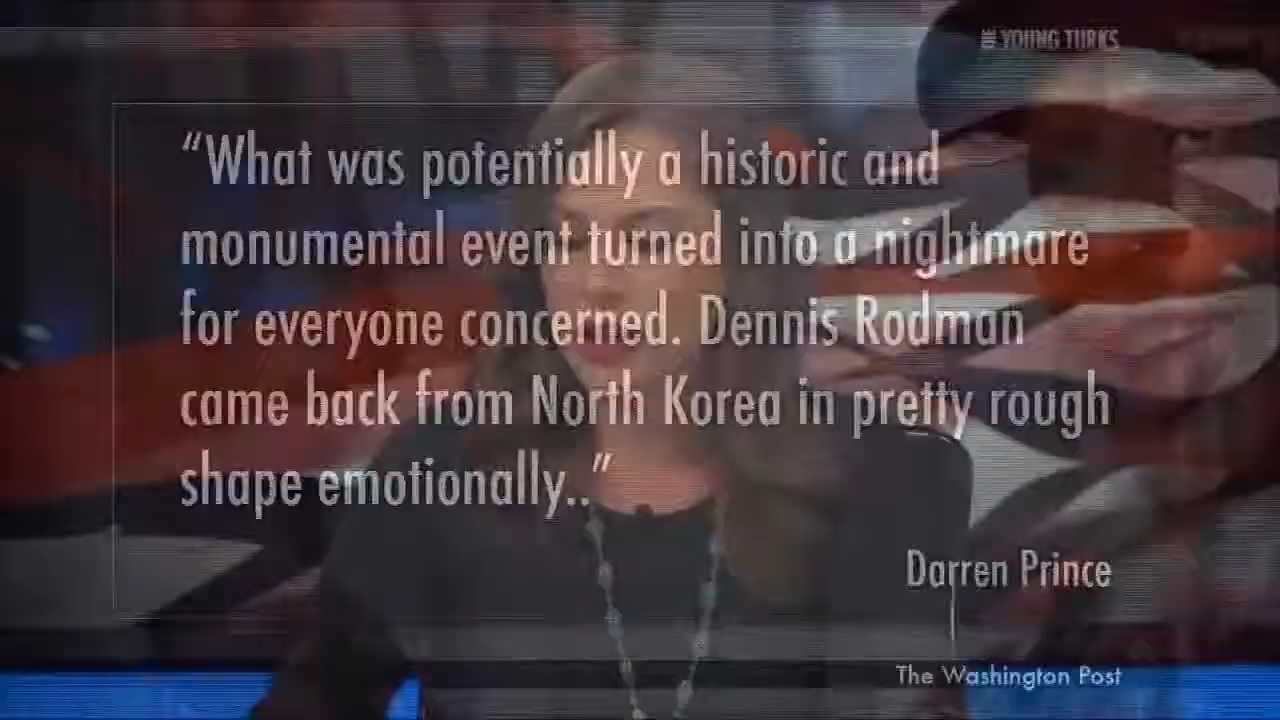 THE YOUNG TURKS
“What was potentially a historic and
monumental event turned into a nightmare
for everyone concerned. Dennis Rodman
came back from North Korea in pretty rough
shape emotionally..”
Darren Prince
The Washington Post